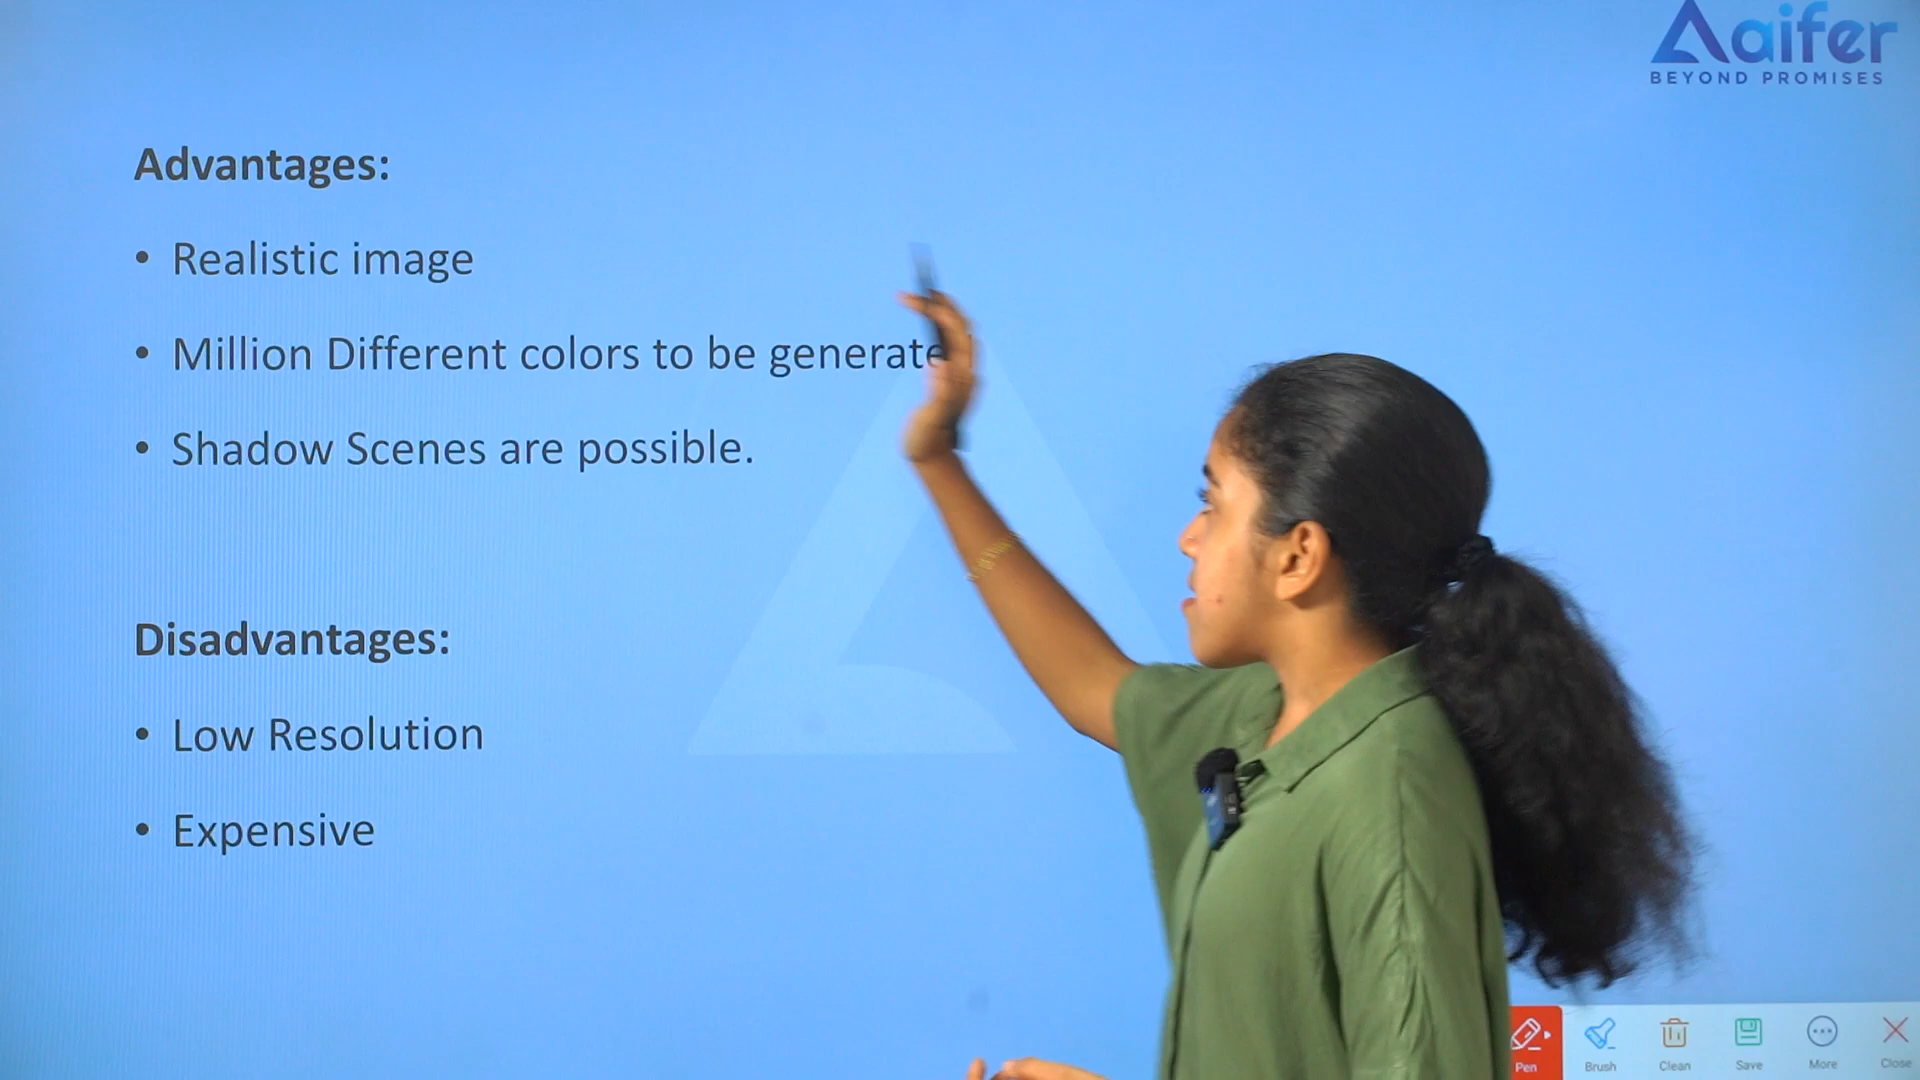 Aaifer
BEYOND PROMISES
Advantages:
• Realistic image
• Million Different colors to be generate
• Shadow Scenes are possible.
Disadvantages:
• Low Resolution
• Expensive
Pen Brush Clean Save More Close